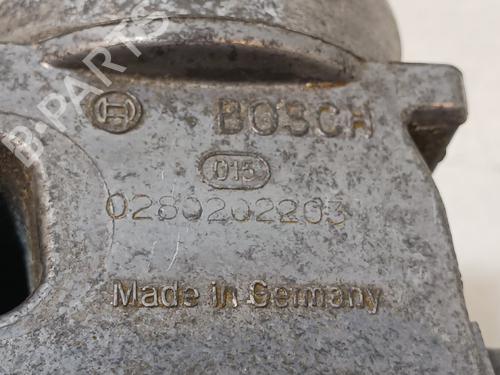 B-PARTS
BOSCH
015
0280202203
Made in Germany